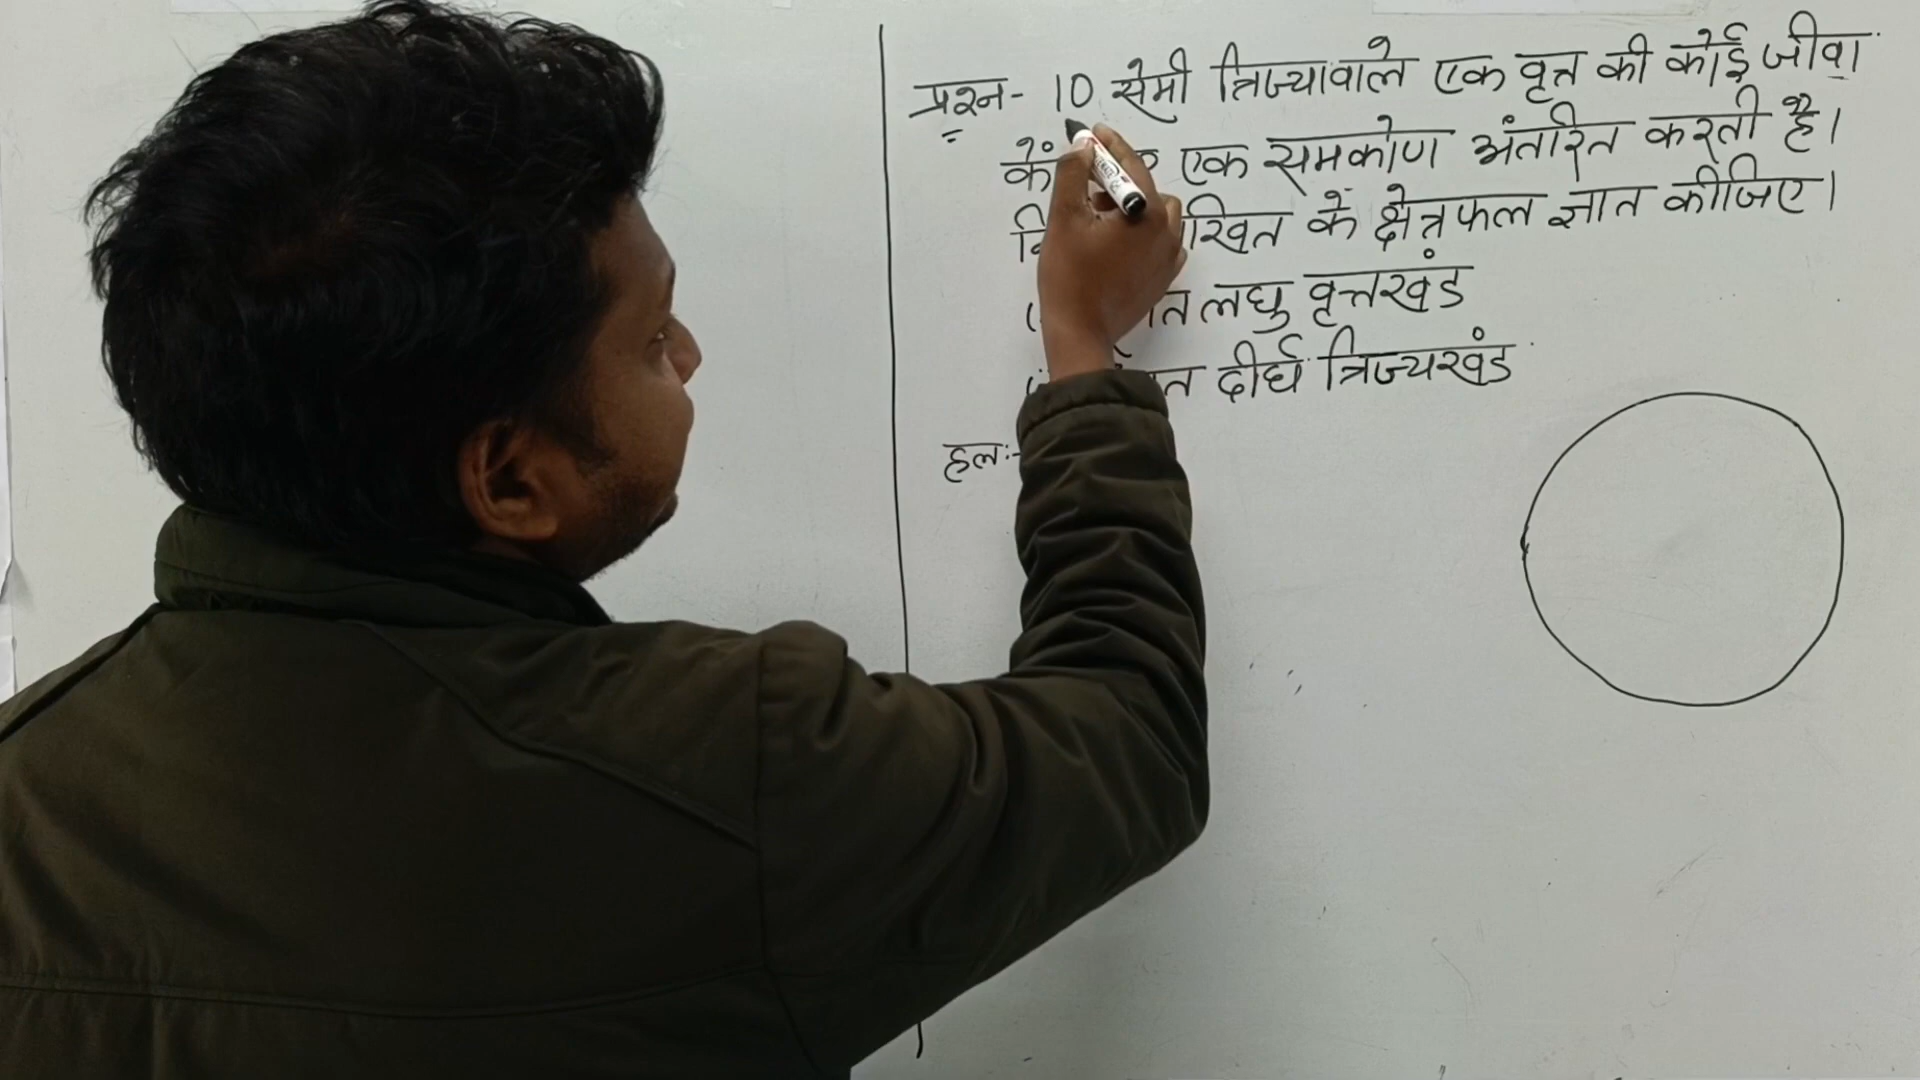 प्रश्न- 10 सेमी त्रिज्यावाले एक वृत्त की कोई जीवा
एक समकोण अंतरित करती है।
के क्षेत्रफल ज्ञात कीजिए।
लघु वृत्तखंड
दीर्घ त्रिज्यखंड
हल:-